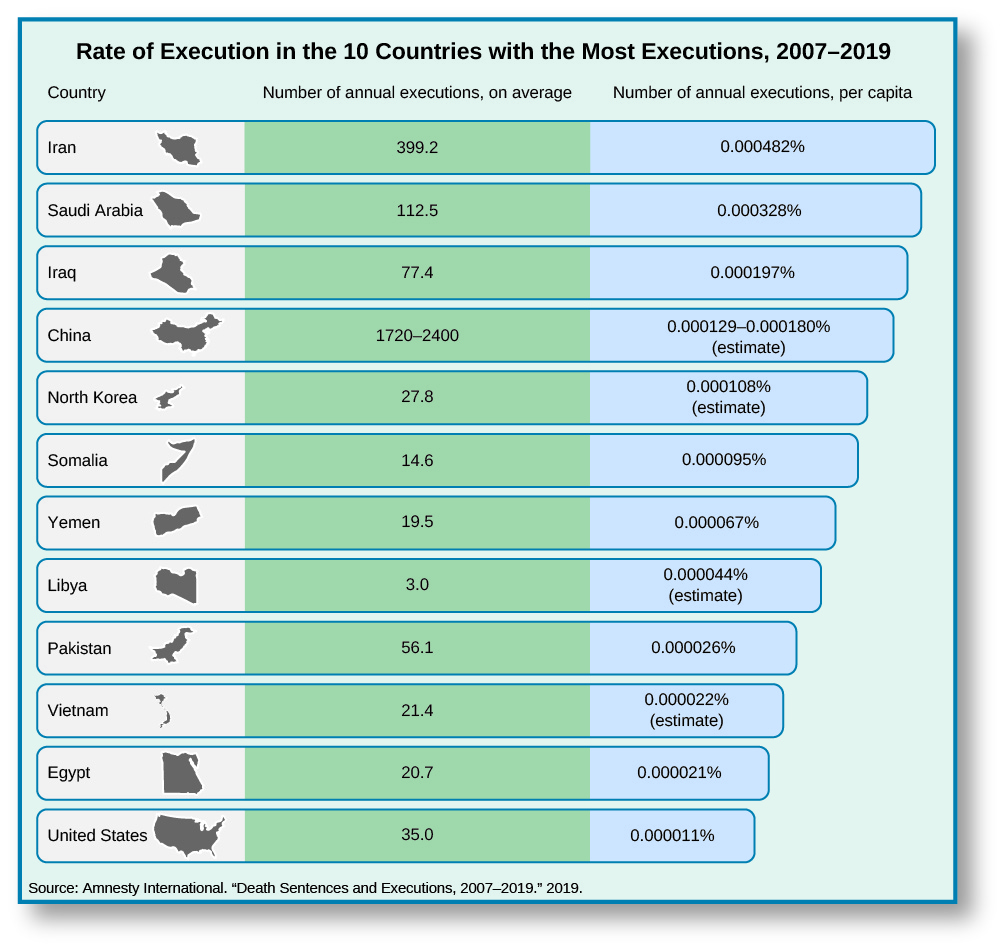 Rate of Execution in the 10 Countries with the Most Executions, 2007–2019
Country Number of annual executions, on average Number of annual executions, per capita
Iran 399.2 0.000482%
Saudi Arabia 112.5 0.000328%
Iraq 77.4 0.000197%
China 1720–2400 0.000129–0.000180%
(estimate)
North Korea 27.8 0.000108%
(estimate)
Somalia 14.6 0.000095%
Yemen 19.5 0.000067%
Libya 3.0 0.000044%
(estimate)
Pakistan 56.1 0.000026%
Vietnam 21.4 0.000022%
(estimate)
Egypt 20.7 0.000021%
United States 35.0 0.000011%
Source: Amnesty International. “Death Sentences and Executions, 2007–2019.” 2019.